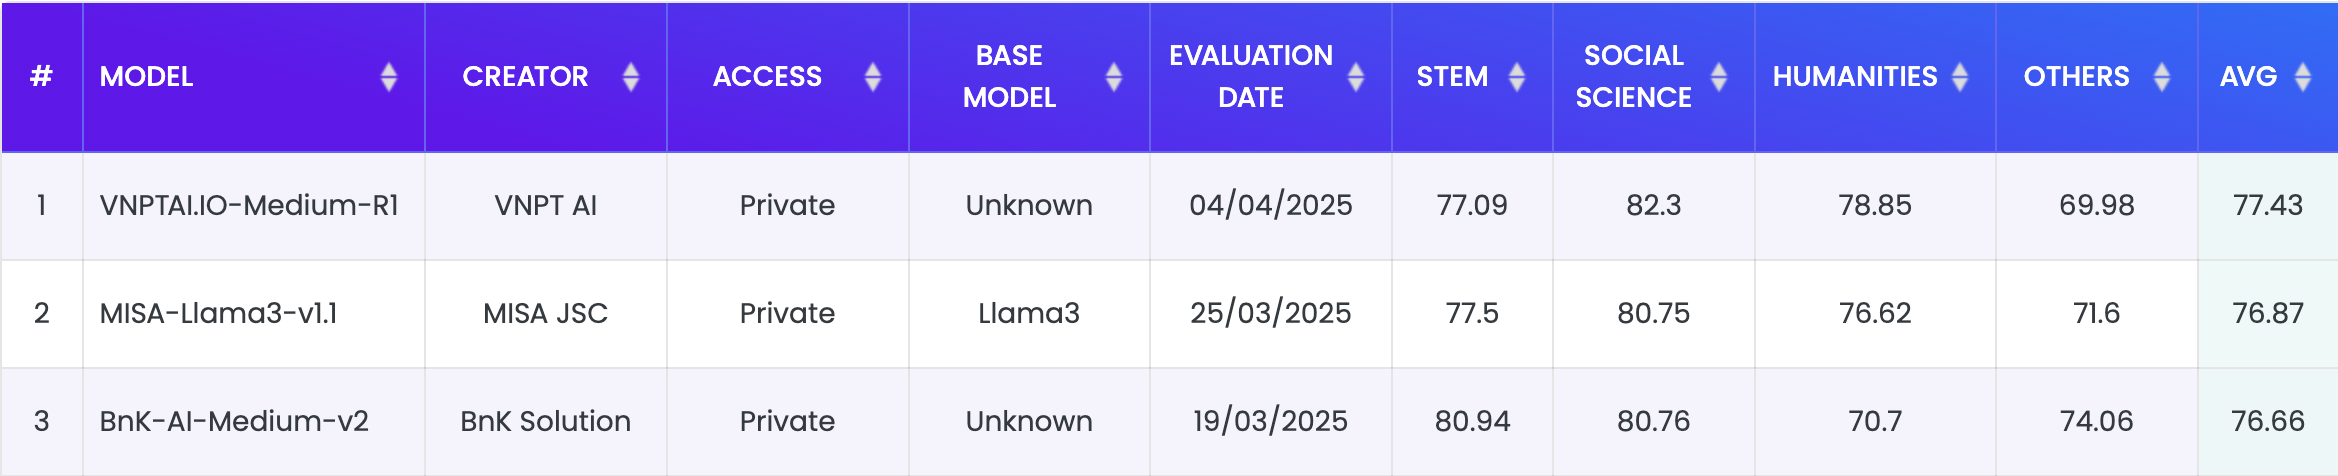 # MODEL CREATOR ACCESS BASE MODEL EVALUATION DATE STEM SOCIAL SCIENCE HUMANITIES OTHERS AVG
1 VNPTAI.IO-Medium-R1 VNPT AI Private Unknown 04/04/2025 77.09 82.3 78.85 69.98 77.43
2 MISA-Llama3-v1.1 MISA JSC Private Llama3 25/03/2025 77.5 80.75 76.62 71.6 76.87
3 BnK-AI-Medium-v2 BnK Solution Private Unknown 19/03/2025 80.94 80.76 70.7 74.06 76.66